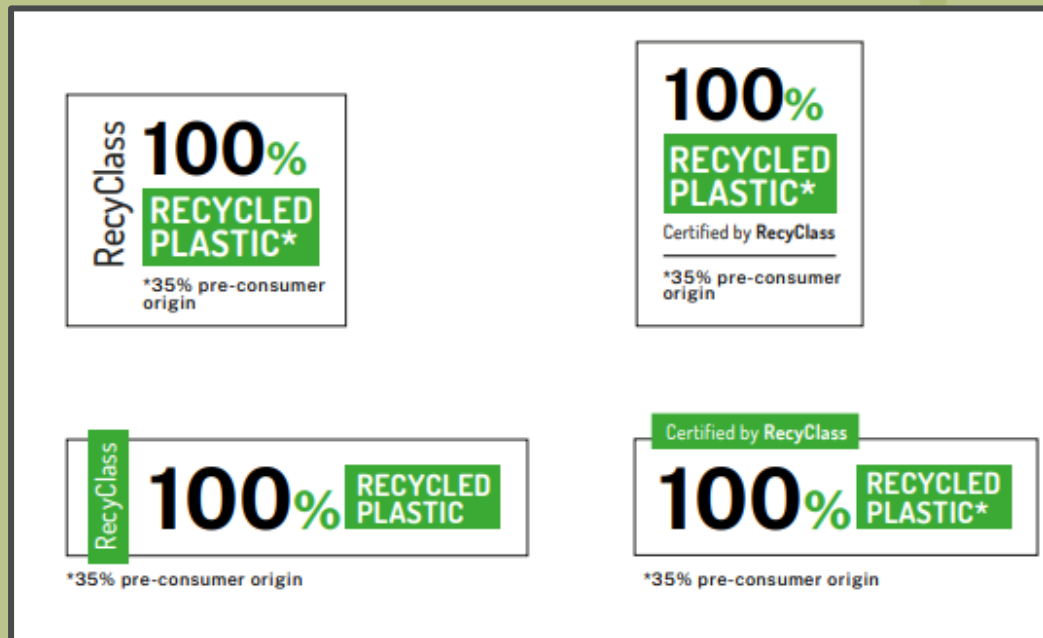 RecyClass
100%
RECYCLED
PLASTIC*
*35% pre-consumer
origin
100%
RECYCLED
PLASTIC*
Certified by RecyClass
*35% pre-consumer
origin
RecyClass
100%
RECYCLED
PLASTIC
*35% pre-consumer origin
Certified by RecyClass
100%
RECYCLED
PLASTIC*
*35% pre-consumer origin